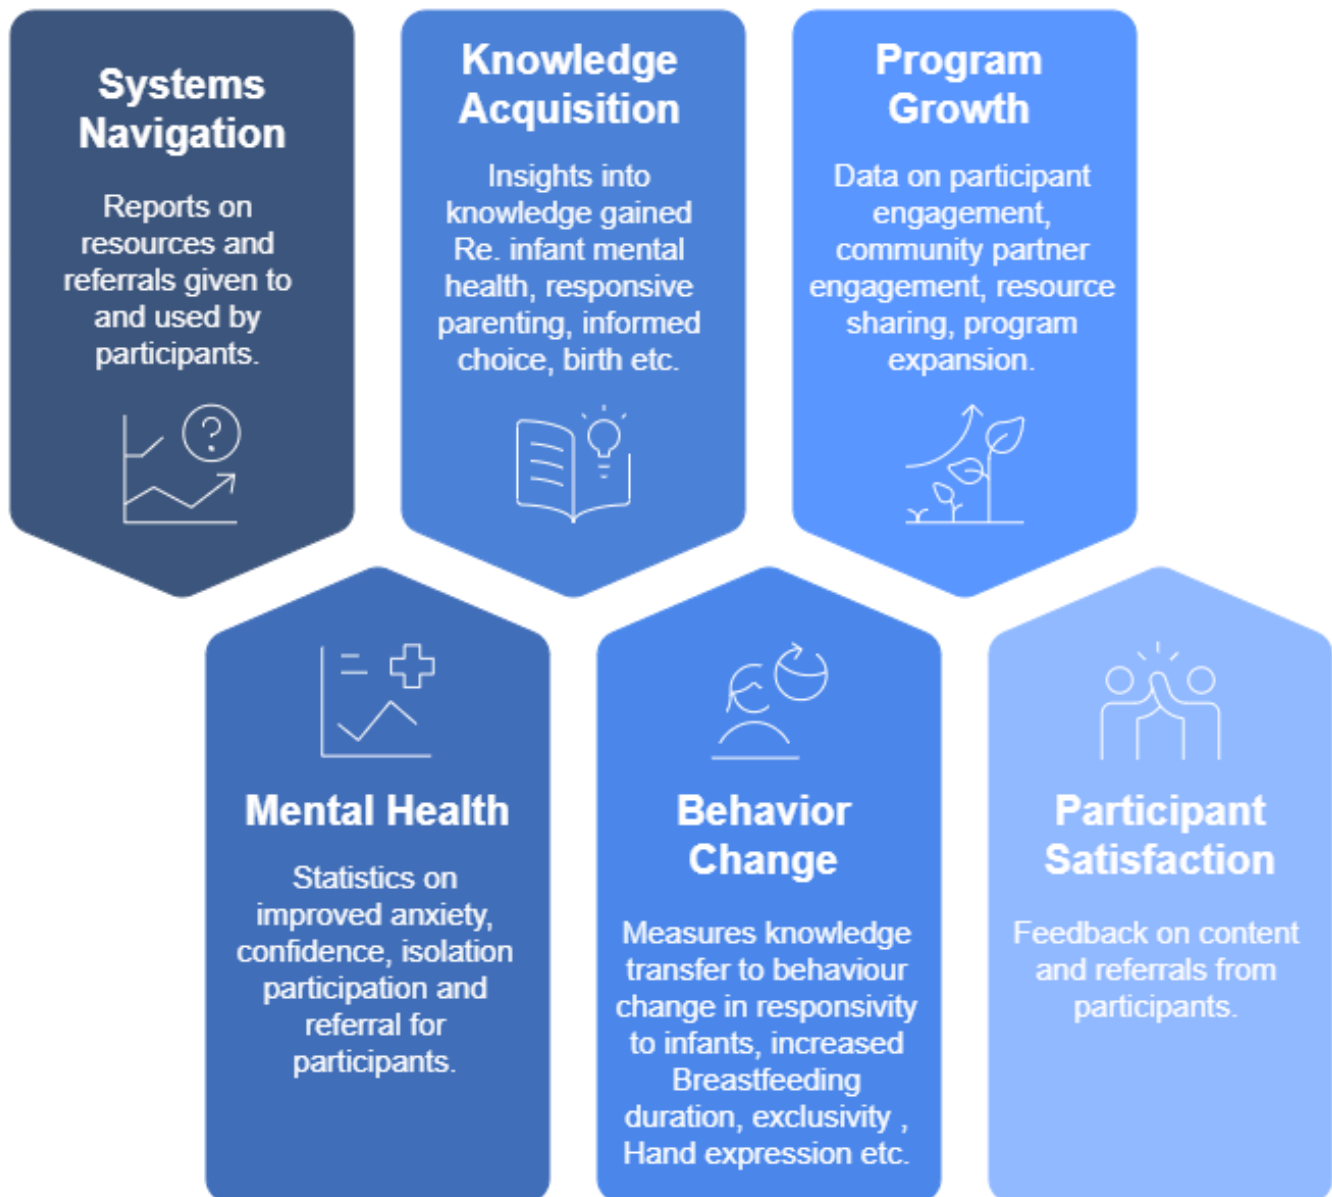 Systems
Navigation
Reports on
resources and
referrals given to
and used by
participants.
Knowledge
Acquisition
Insights into
knowledge gained
Re. infant mental
health, responsive
parenting, informed
choice, birth etc.
Program
Growth
Data on participant
engagement,
community partner
engagement, resource
sharing, program
expansion.
?
Mental Health
Statistics on
improved anxiety,
confidence, isolation
participation and
referral for
participants.
Behavior
Change
Measures knowledge
transfer to behaviour
change in responsivity
to infants, increased
Breastfeeding
duration, exclusivity ,
Hand expression etc.
Participant
Satisfaction
Feedback on content
and referrals from
participants.